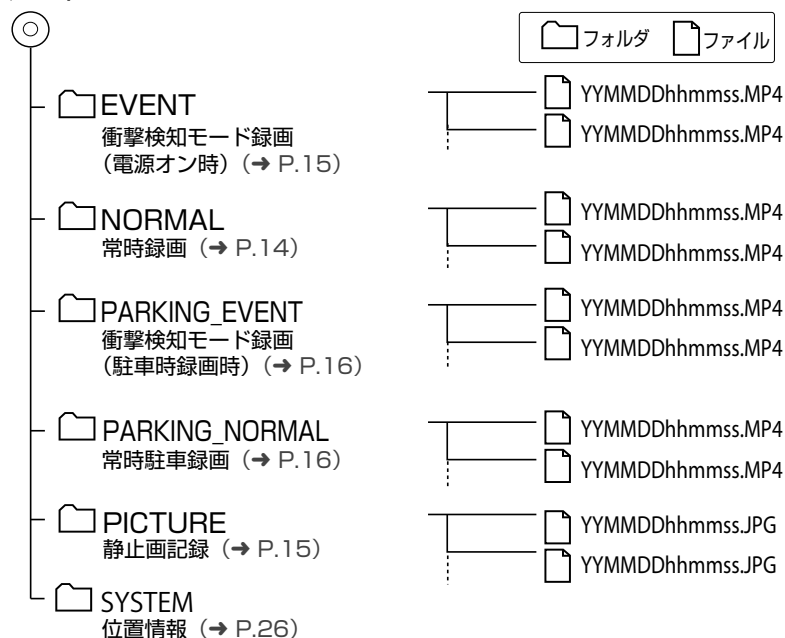 フォルダ ファイル
EVENT
衝撃検知モード録画
(電源オン時)(➜ P.15)
YYMMDDhhmmss.MP4
YYMMDDhhmmss.MP4
NORMAL
常時録画(➜ P.14)
YYMMDDhhmmss.MP4
YYMMDDhhmmss.MP4
PARKING_EVENT
衝撃検知モード録画
(駐車時録画時)(➜ P.16)
YYMMDDhhmmss.MP4
YYMMDDhhmmss.MP4
PARKING_NORMAL
常時駐車録画(➜ P.16)
YYMMDDhhmmss.MP4
YYMMDDhhmmss.MP4
PICTURE
静止画記録(➜ P.15)
YYMMDDhhmmss.JPG
YYMMDDhhmmss.JPG
SYSTEM
位置情報(➜ P.26)